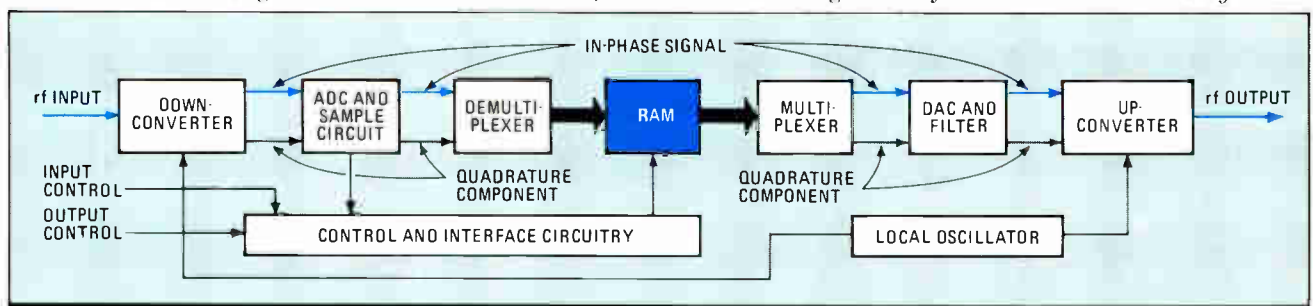 IN-PHASE SIGNAL
rf INPUT
DOWN-
CONVERTER
ADC AND
SAMPLE
CIRCUIT
DEMULTI-
PLEXER
RAM
MULTI-
PLEXER
DAC AND
FILTER
UP-
CONVERTER
rf OUTPUT
INPUT
CONTROL
OUTPUT
CONTROL
QUADRATURE
COMPONENT
QUADRATURE
COMPONENT
CONTROL AND INTERFACE CIRCUITRY
LOCAL OSCILLATOR